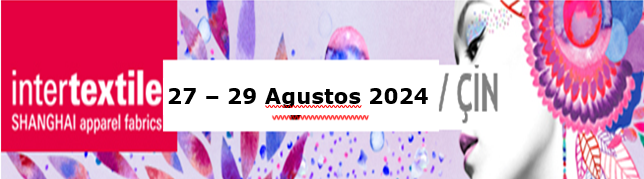 intertextile
SHANGHAI apparel fabrics
27 – 29 Agustos 2024
/ ÇİN